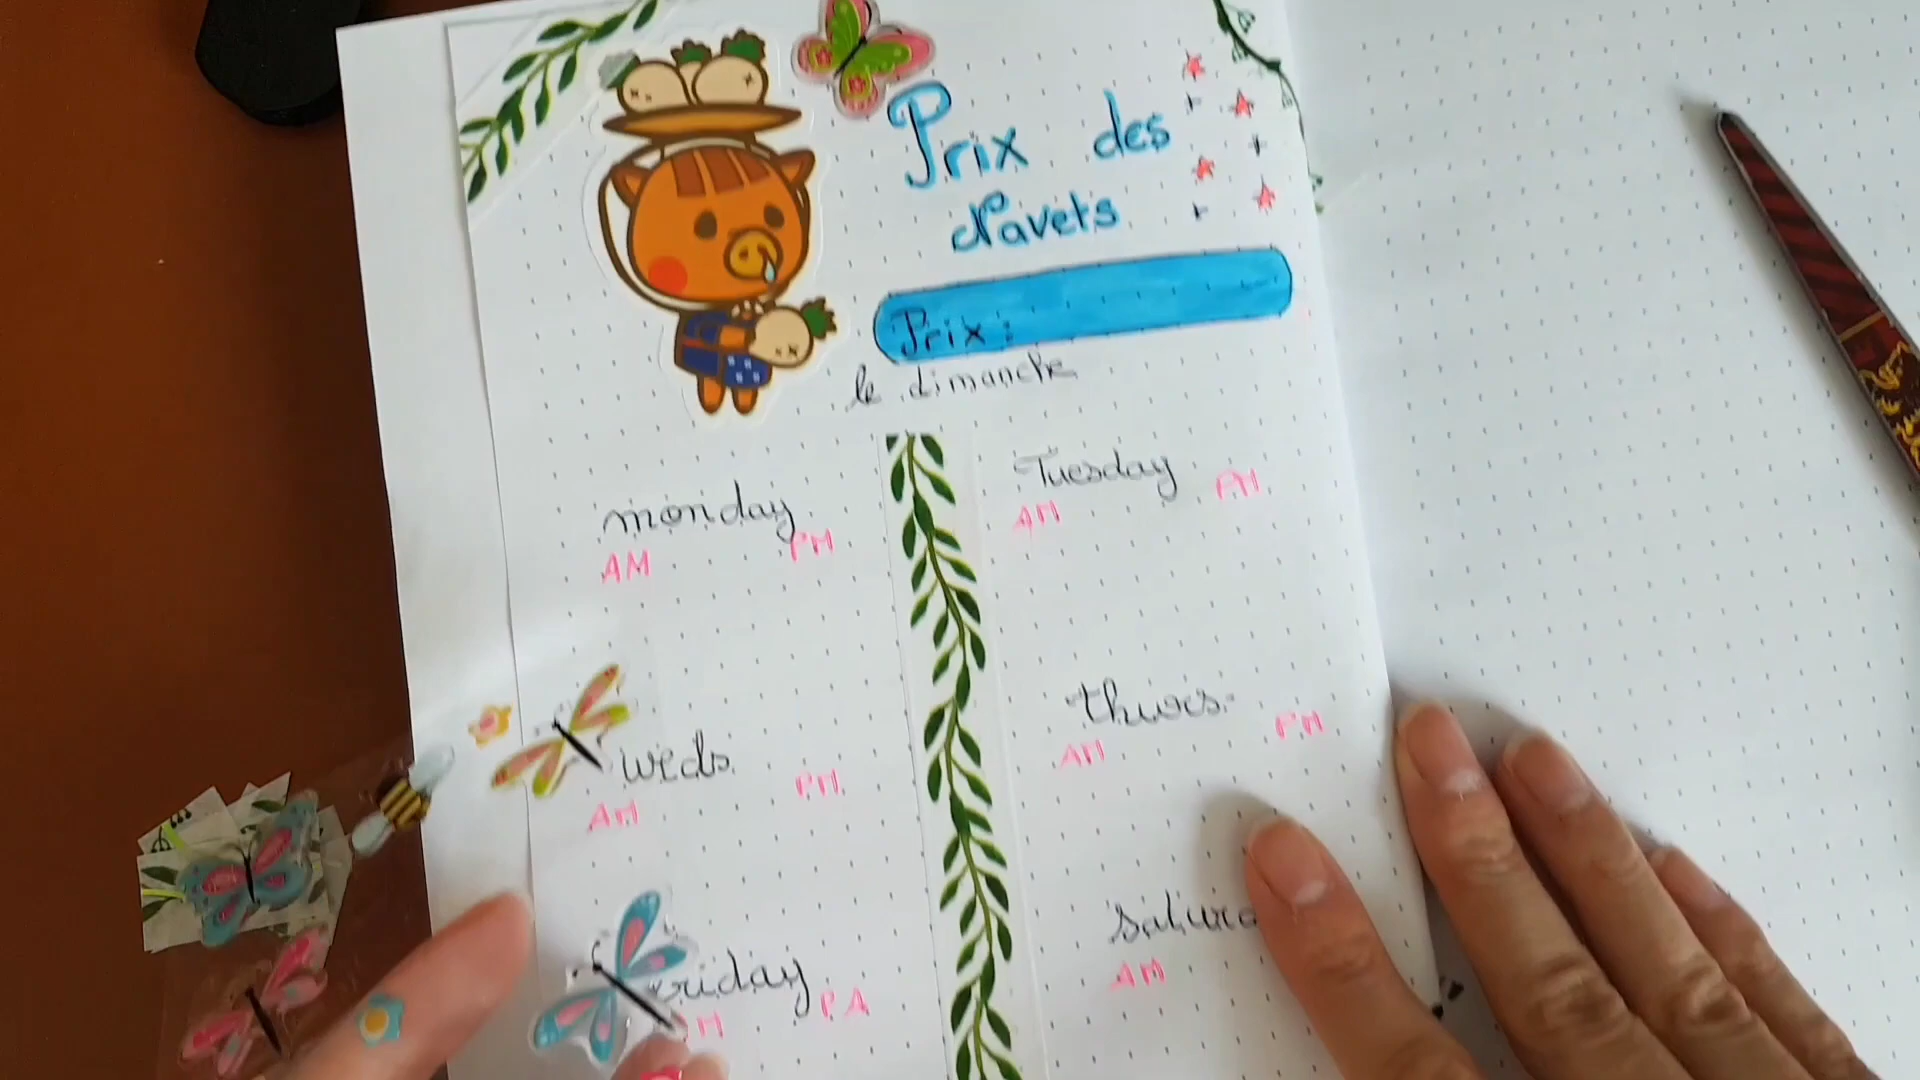 Prix des
Navets
Prix :
le dimanche
monday
AM PM
Tuesday
AM PM
weds
AM PM
thurs.
AM PM
riday
M PA
satur
AM